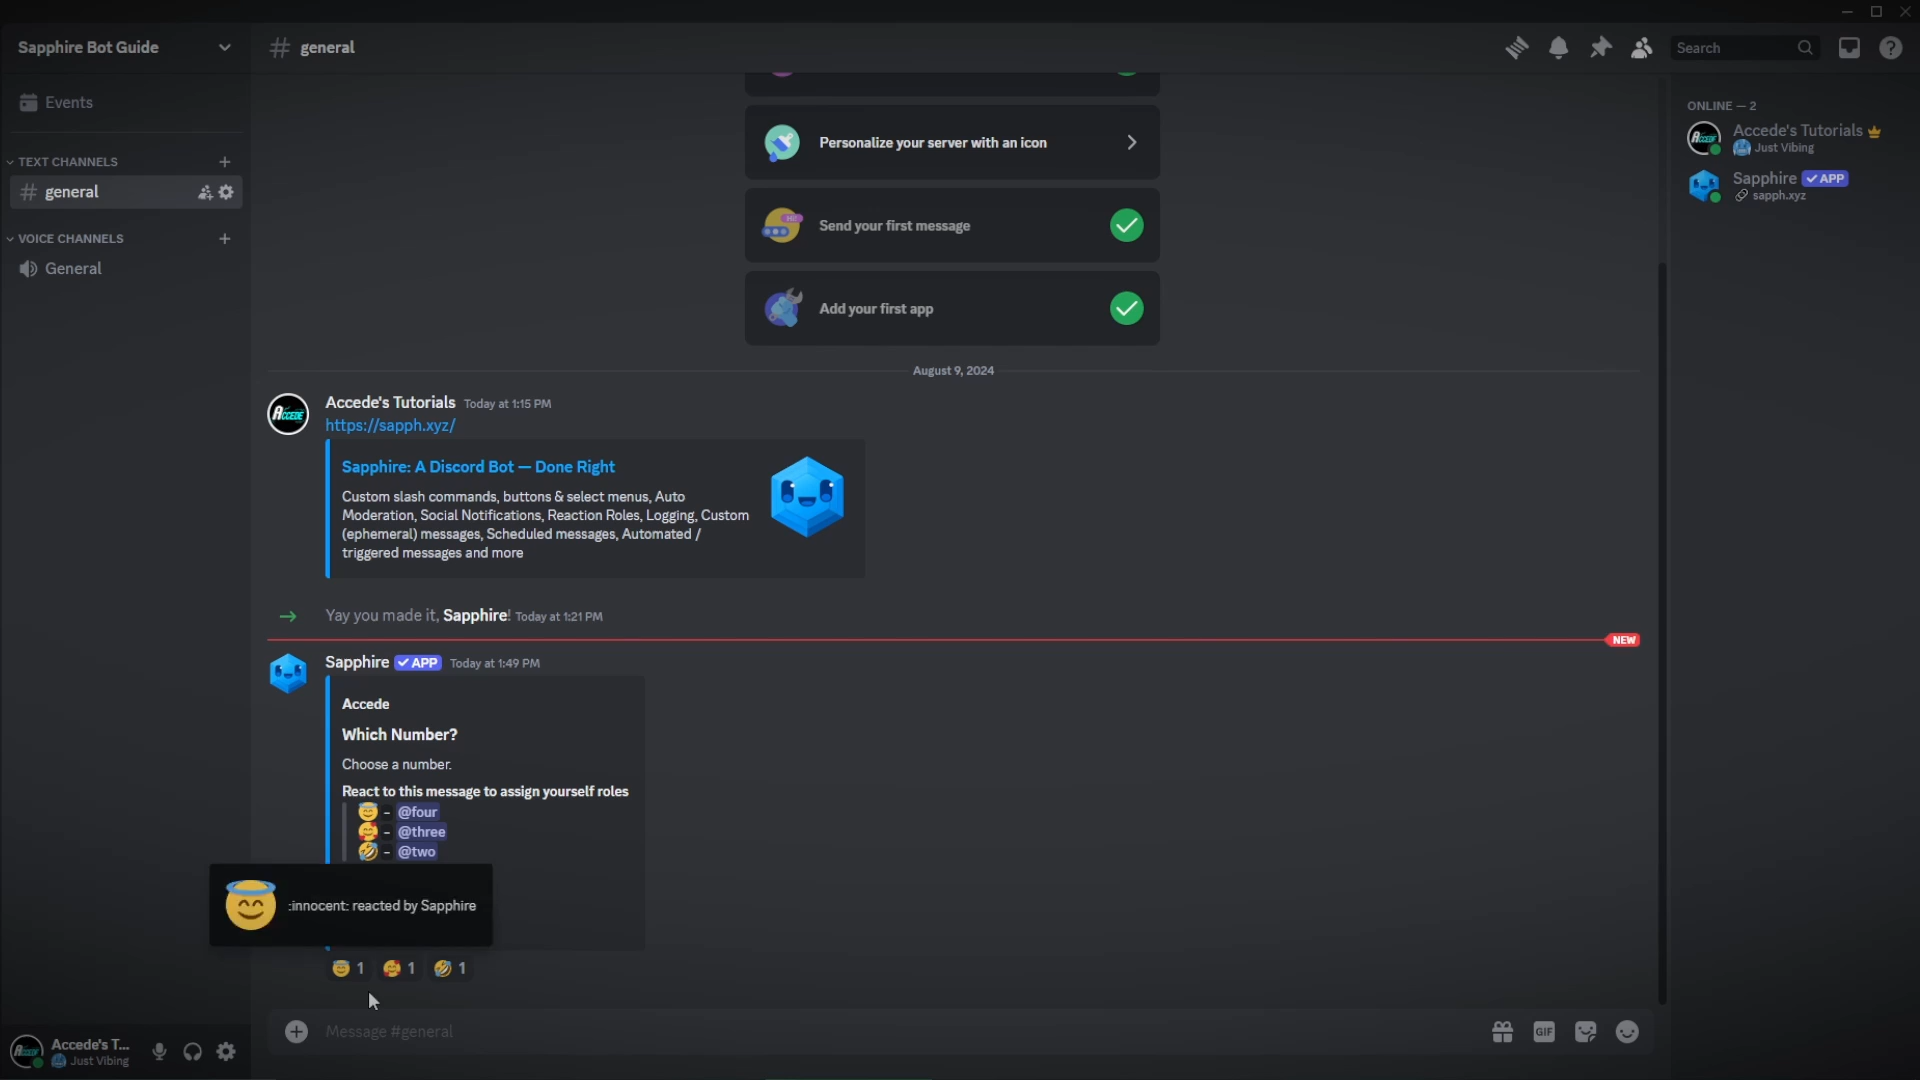 Sapphire Bot Guide
# general
Search
Events
ONLINE — 2
Accede's Tutorials
Just Vibing
Sapphire APP
sapph.xyz
TEXT CHANNELS
# general
VOICE CHANNELS
General
Personalize your server with an icon
Send your first message
Add your first app
August 9, 2024
Accede's Tutorials Today at 1:15 PM
https://sapph.xyz/
Sapphire: A Discord Bot — Done Right
Custom slash commands, buttons & select menus, Auto
Moderation, Social Notifications, Reaction Roles, Logging, Custom
(ephemeral) messages, Scheduled messages, Automated /
triggered messages and more
Yay you made it, Sapphire! Today at 1:21 PM
NEW
Sapphire APP Today at 1:49 PM
Accede
Which Number?
Choose a number.
React to this message to assign yourself roles
- @four
- @three
- @two
:innocent: reacted by Sapphire
1 1 1
Message #general
GIF
Accede's T...
Just Vibing